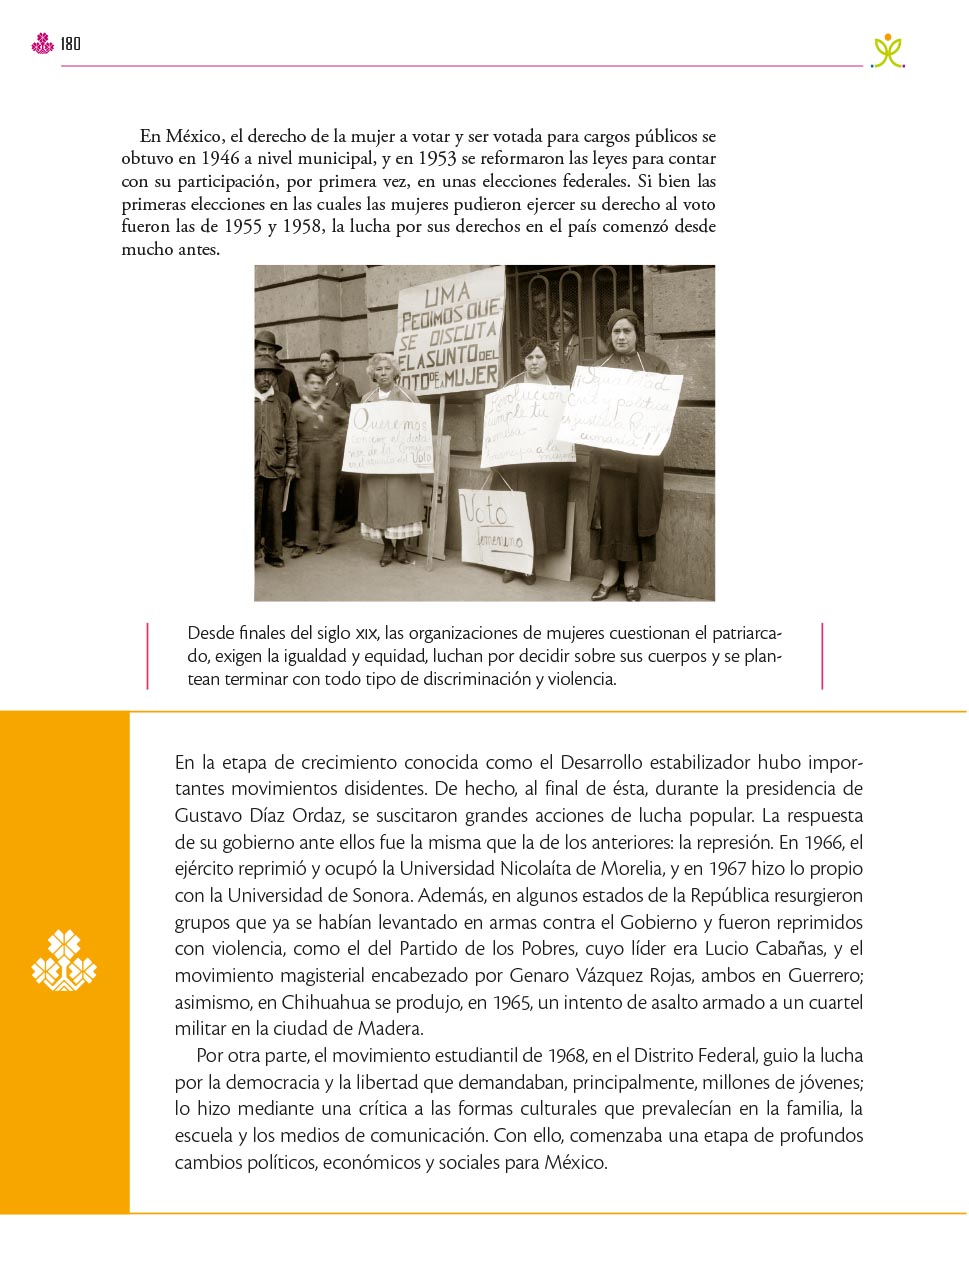 180
En México, el derecho de la mujer a votar y ser votada para cargos públicos se
obtuvo en 1946 a nivel municipal, y en 1953 se reformaron las leyes para contar
con su participación, por primera vez, en unas elecciones federales. Si bien las
primeras elecciones en las cuales las mujeres pudieron ejercer su derecho al voto
fueron las de 1955 y 1958, la lucha por sus derechos en el país comenzó desde
mucho antes.
UMA
PEDIMOS QUE
SE DISCUTA
EL ASUNTO DEL
VOTO DE LA MUJER
Queremos
Voto
Revolución
cumple tu
a la
mujer
¡¡Igualdad
Civil y política
es justicia Revolu
cionaria!!
Voto
femenino
Desde finales del siglo XIX, las organizaciones de mujeres cuestionan el patriarca-
do, exigen la igualdad y equidad, luchan por decidir sobre sus cuerpos y se plan-
tean terminar con todo tipo de discriminación y violencia.
En la etapa de crecimiento conocida como el Desarrollo estabilizador hubo impor-
tantes movimientos disidentes. De hecho, al final de ésta, durante la presidencia de
Gustavo Díaz Ordaz, se suscitaron grandes acciones de lucha popular. La respuesta
de su gobierno ante ellos fue la misma que la de los anteriores: la represión. En 1966, el
ejército reprimió y ocupó la Universidad Nicolaíta de Morelia, y en 1967 hizo lo propio
con la Universidad de Sonora. Además, en algunos estados de la República resurgieron
grupos que ya se habían levantado en armas contra el Gobierno y fueron reprimidos
con violencia, como el del Partido de los Pobres, cuyo líder era Lucio Cabañas, y el
movimiento magisterial encabezado por Genaro Vázquez Rojas, ambos en Guerrero;
asimismo, en Chihuahua se produjo, en 1965, un intento de asalto armado a un cuartel
militar en la ciudad de Madera.
Por otra parte, el movimiento estudiantil de 1968, en el Distrito Federal, guio la lucha
por la democracia y la libertad que demandaban, principalmente, millones de jóvenes;
lo hizo mediante una crítica a las formas culturales que prevalecían en la familia, la
escuela y los medios de comunicación. Con ello, comenzaba una etapa de profundos
cambios políticos, económicos y sociales para México.